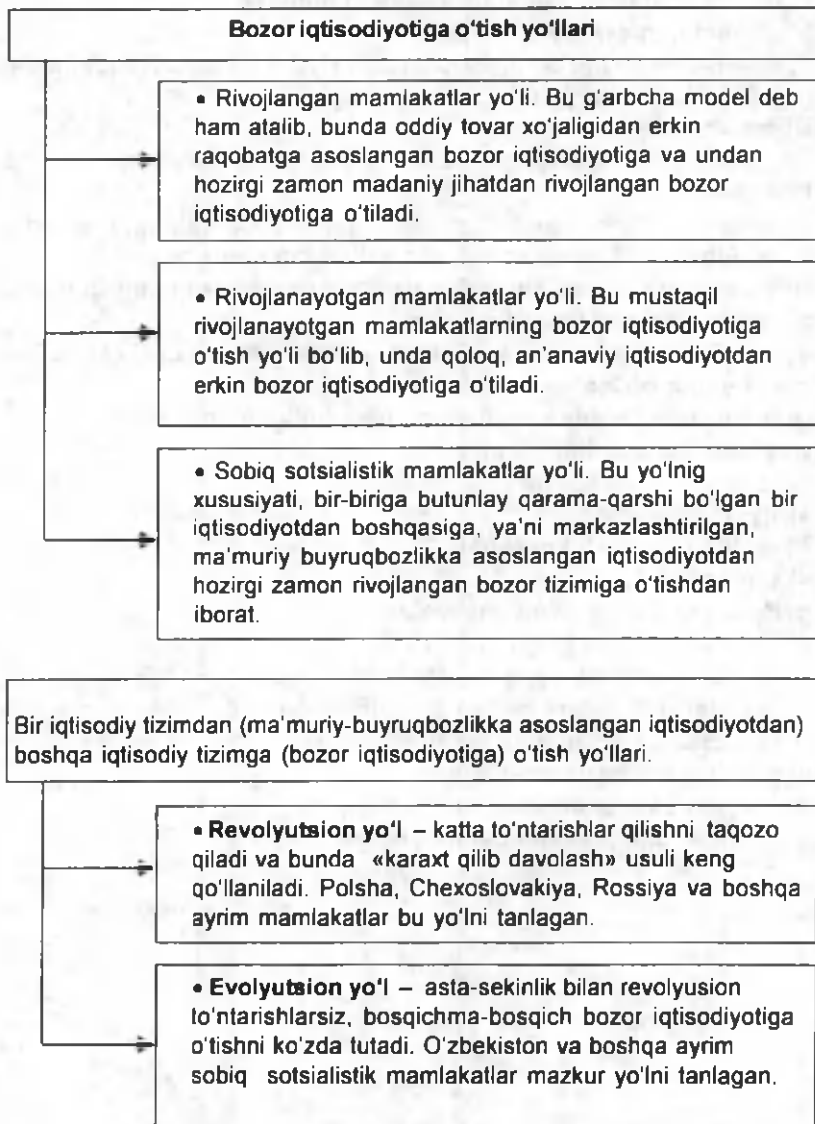 Bozor iqtisodiyotiga o'tish yo'llari
• Rivojlangan mamlakatlar yo'li. Bu g'arbcha model deb
ham atalib, bunda oddiy tovar xo'jaligidan erkin
raqobatga asoslangan bozor iqtisodiyotiga va undan
hozirgi zamon madaniy jihatdan rivojlangan bozor
iqtisodiyotiga o'tiladi.
• Rivojlanayotgan mamlakatlar yo'li. Bu mustaqil
rivojlanayotgan mamlakatlarning bozor iqtisodiyotiga
o'tish yo'li bo'lib, unda qoloq, an'anaviy iqtisodiyotdan
erkin bozor iqtisodiyotiga o'tiladi.
• Sobiq sotsialistik mamlakatlar yo'li. Bu yo'lnig
xususiyati, bir-biriga butunlay qarama-qarshi bo'lgan bir
iqtisodiyotdan boshqasiga, ya'ni markazlashtirilgan,
ma'muriy buyruqbozlikka asoslangan iqtisodiyotdan
hozirgi zamon rivojlangan bozor tizimiga o'tishdan
iborat.
Bir iqtisodiy tizimdan (ma'muriy-buyruqbozlikka asoslangan iqtisodiyotdan)
boshqa iqtisodiy tizimga (bozor iqtisodiyotiga) o'tish yo'llari.
• Revolyutsion yo'l – katta to'ntarishlar qilishni taqozo
qiladi va bunda «karaxt qilib davolash» usuli keng
qo'llaniladi. Polsha, Chexoslovakiya, Rossiya va boshqa
ayrim mamlakatlar bu yo'lni tanlagan.
• Evolyutsion yo'l – asta-sekinlik bilan revolyusion
to'ntarishlarsiz, bosqichma-bosqich bozor iqtisodiyotiga
o'tishni ko'zda tutadi. O'zbekiston va boshqa ayrim
sobiq sotsialistik mamlakatlar mazkur yo'lni tanlagan.